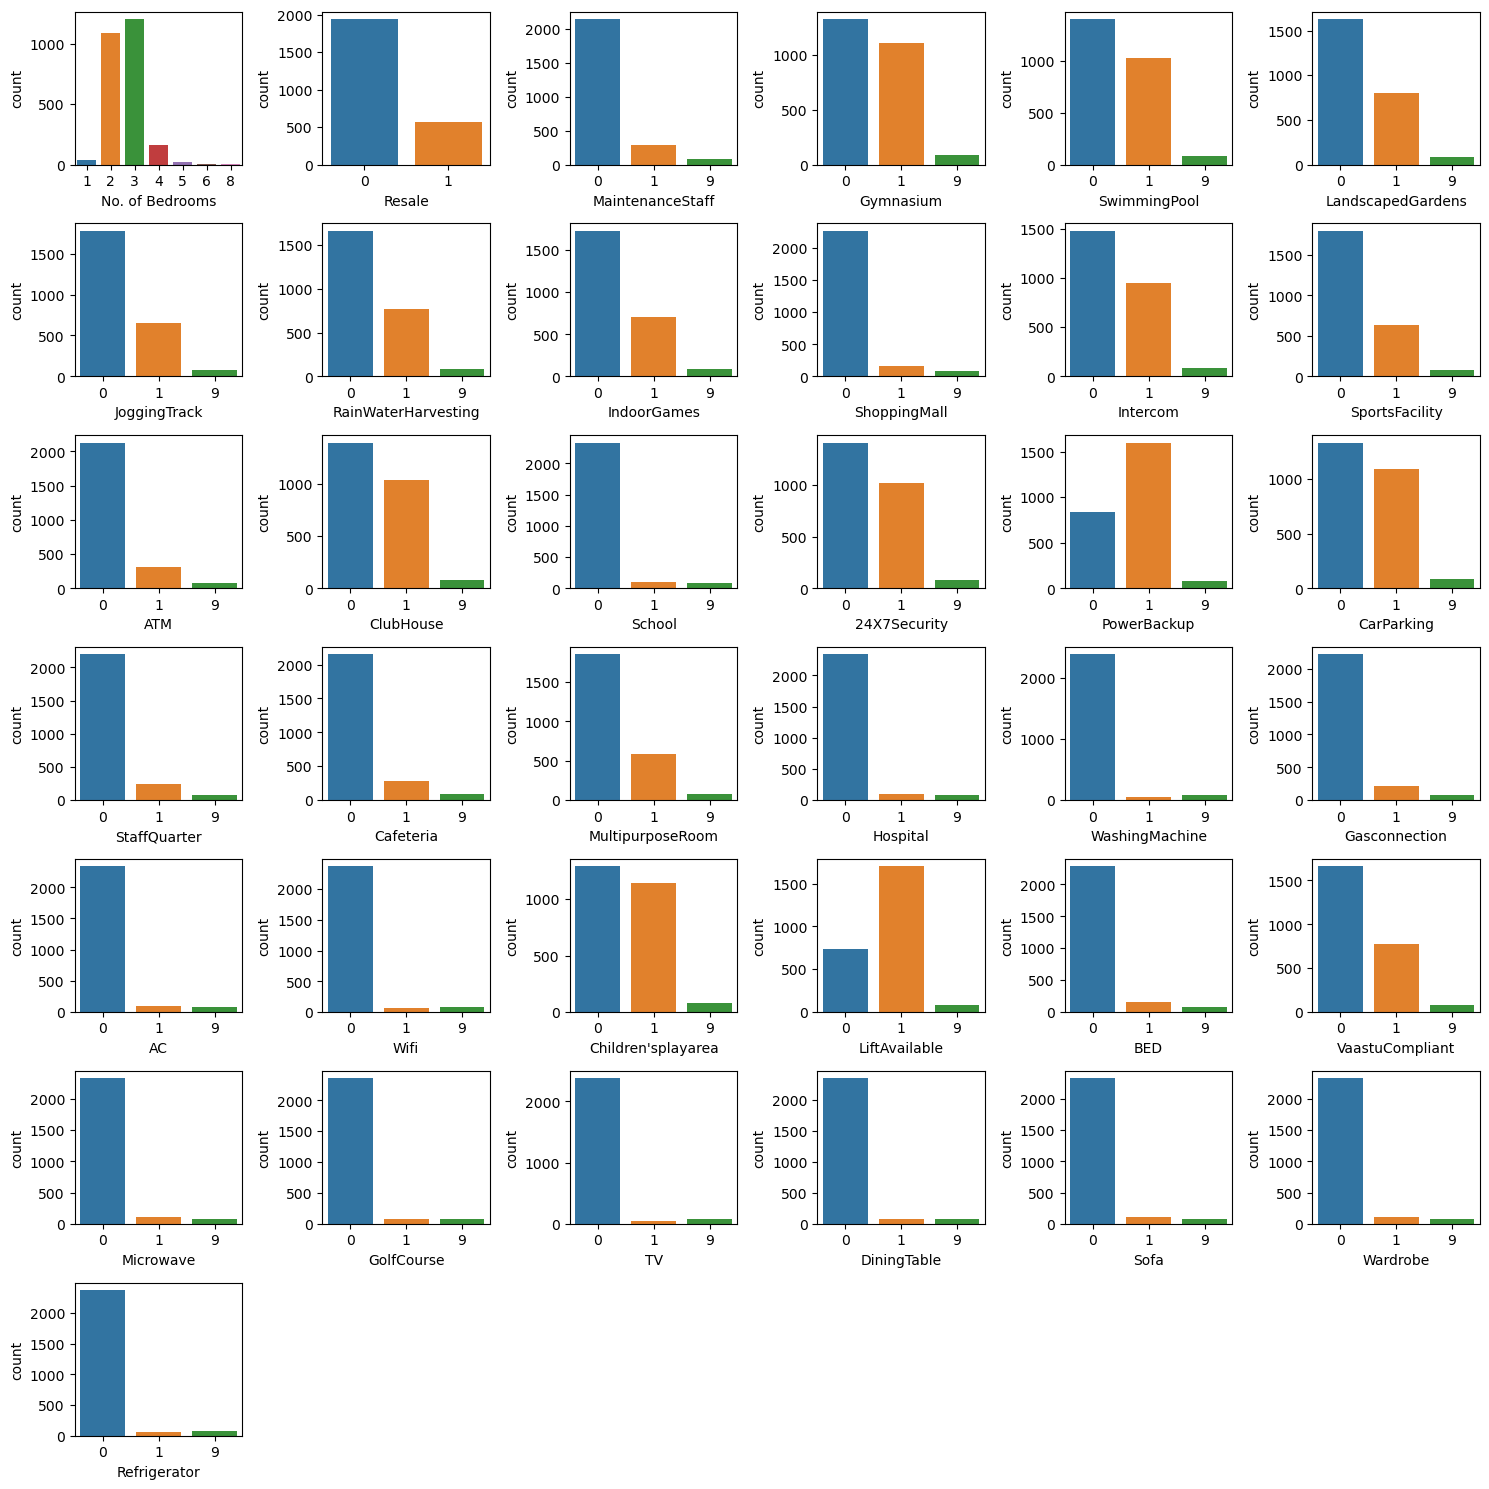 count
1000
500
0
1 2 3 4 5 6 8
No. of Bedrooms
count
2000
1750
1500
1250
1000
750
500
250
0
0 1
Resale
count
2000
1500
1000
500
0
0 1 9
MaintenanceStaff
count
1000
500
0
0 1 9
Gymnasium
count
1000
500
0
0 1 9
SwimmingPool
count
1500
1000
500
0
0 1 9
LandscapedGardens
count
1500
1000
500
0
0 1 9
JoggingTrack
count
1500
1000
500
0
0 1 9
RainWaterHarvesting
count
1500
1000
500
0
0 1 9
IndoorGames
count
2000
1500
1000
500
0
0 1 9
ShoppingMall
count
1500
1000
500
0
0 1 9
Intercom
count
1500
1000
500
0
0 1 9
SportsFacility
count
2000
1500
1000
500
0
0 1 9
ATM
count
1000
500
0
0 1 9
ClubHouse
count
2000
1500
1000
500
0
0 1 9
School
count
1000
500
0
0 1 9
24X7Security
count
1500
1000
500
0
0 1 9
PowerBackup
count
1000
500
0
0 1 9
CarParking
count
2000
1500
1000
500
0
0 1 9
StaffQuarter
count
2000
1500
1000
500
0
0 1 9
Cafeteria
count
1500
1000
500
0
0 1 9
MultipurposeRoom
count
2000
1500
1000
500
0
0 1 9
Hospital
count
2000
1000
0
0 1 9
WashingMachine
count
2000
1500
1000
500
0
0 1 9
Gasconnection
count
2000
1500
1000
500
0
0 1 9
AC
count
2000
1500
1000
500
0
0 1 9
Wifi
count
1000
500
0
0 1 9
Children'splayarea
count
1500
1000
500
0
0 1 9
LiftAvailable
count
2000
1500
1000
500
0
0 1 9
BED
count
1500
1000
500
0
0 1 9
VaastuCompliant
count
2000
1500
1000
500
0
0 1 9
Microwave
count
2000
1500
1000
500
0
0 1 9
GolfCourse
count
2000
1000
0
0 1 9
TV
count
2000
1500
1000
500
0
0 1 9
DiningTable
count
2000
1500
1000
500
0
0 1 9
Sofa
count
2000
1500
1000
500
0
0 1 9
Wardrobe
count
2000
1500
1000
500
0
0 1 9
Refrigerator